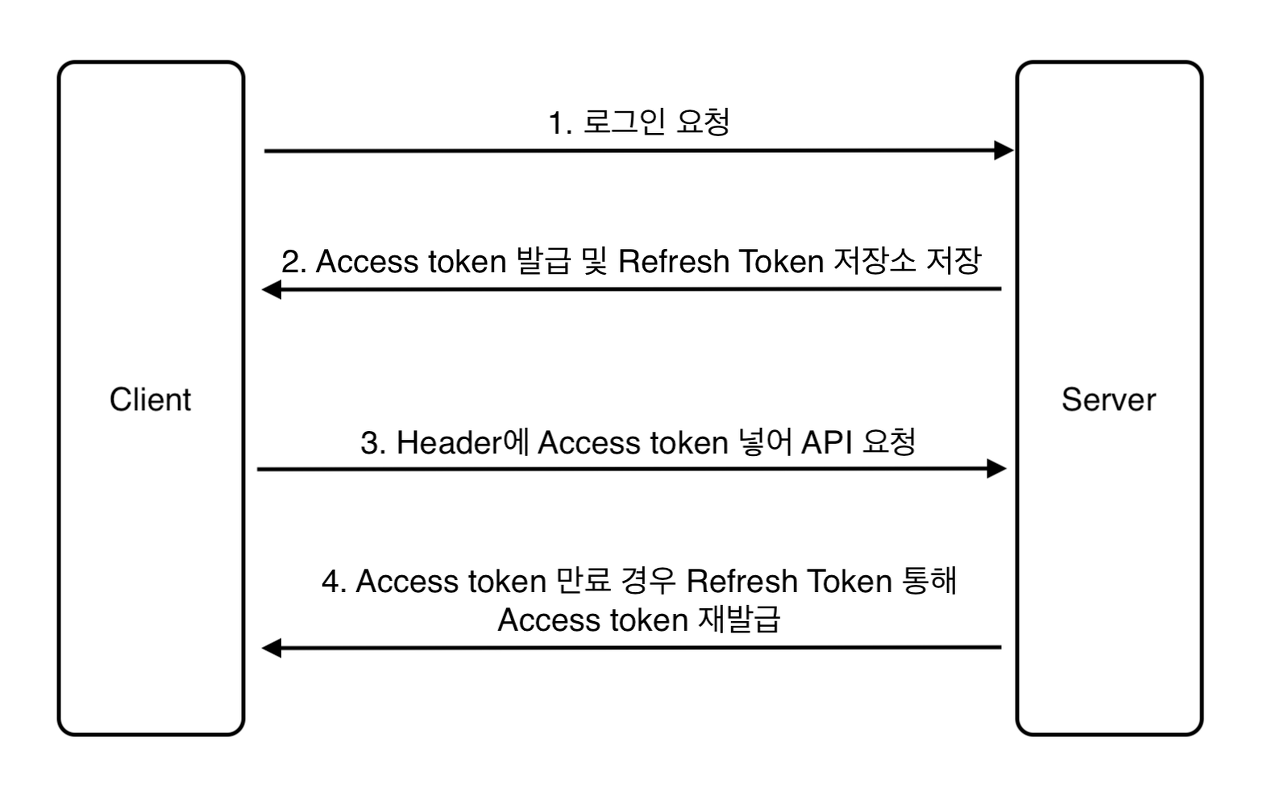 1. 로그인 요청
2. Access token 발급 및 Refresh Token 저장소 저장
Client
Server
3. Header에 Access token 넣어 API 요청
4. Access token 만료 경우 Refresh Token 통해
Access token 재발급